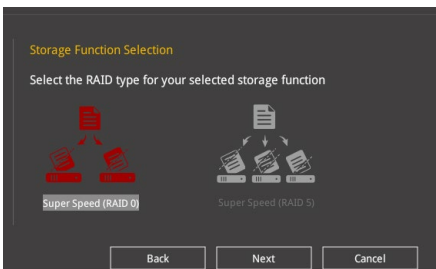 Storage Function Selection
Select the RAID type for your selected storage function
Super Speed (RAID 0)
Super Speed (RAID 5)
Back
Next
Cancel